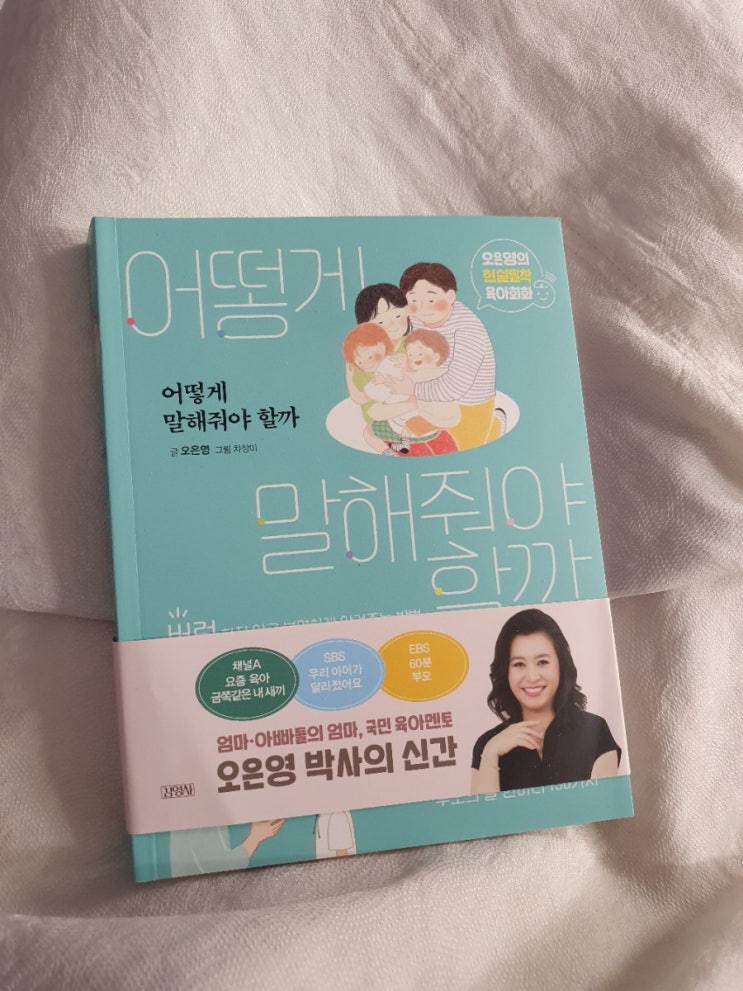 어떻게
오은영의
현실밀착
육아회화
어떻게
말해줘야 할까
글 오은영 그림 차상미
말해줘야
할까
버럭
채널A
요즘 육아
금쪽같은 내 새끼
SBS
우리 아이가
달라졌어요
EBS
60분
부모
엄마·아빠들의 엄마, 국민 육아멘토
오은영 박사의 신간
김영사